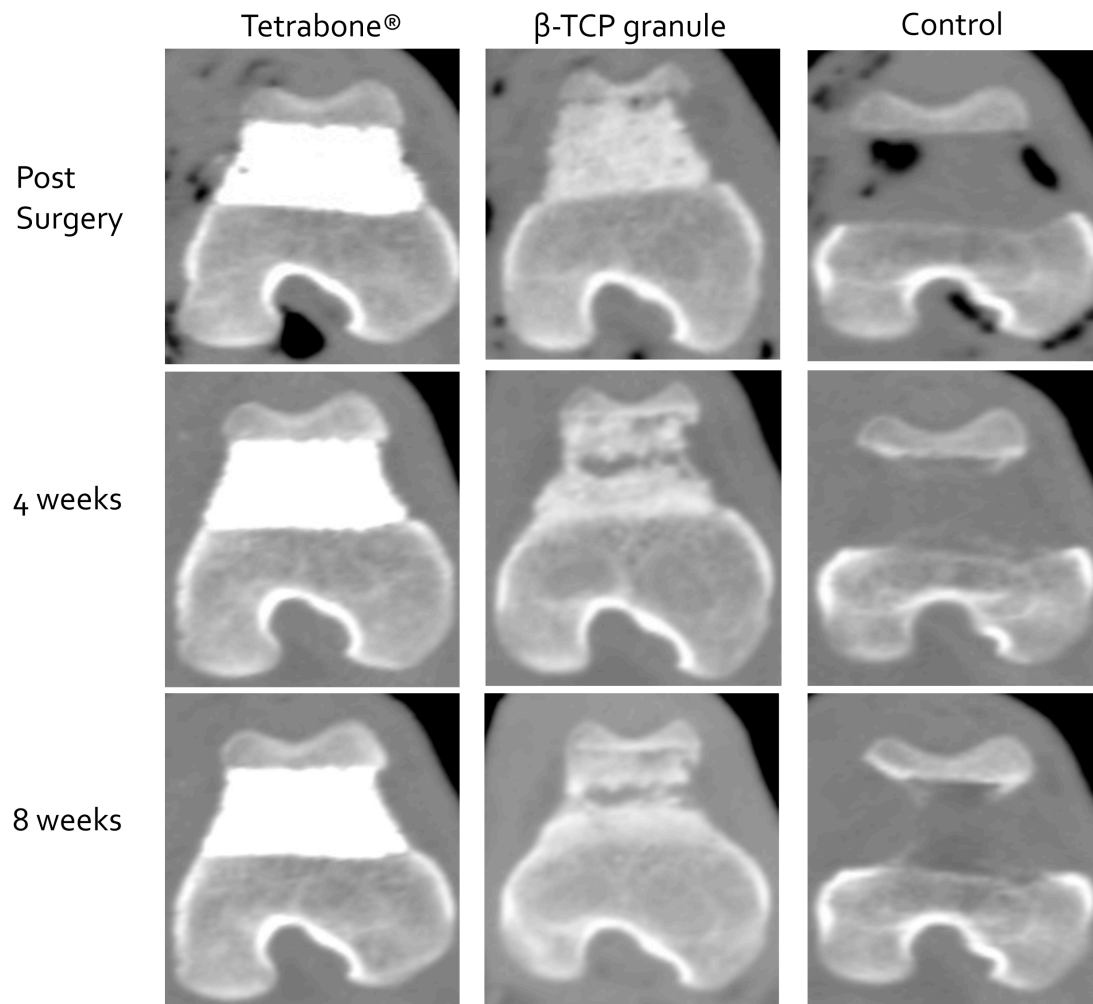 Tetrabone®
β-TCP granule
Control
Post
Surgery
4 weeks
8 weeks